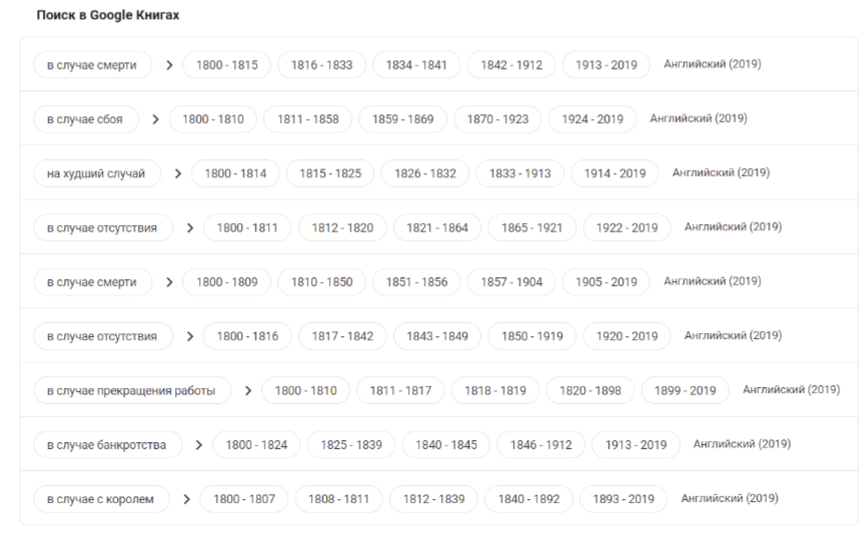 Поиск в Google Книгах
в случае смерти > 1800 - 1815 1816 - 1833 1834 - 1841 1842 - 1912 1913 - 2019 Английский (2019)
в случае сбоя > 1800 - 1810 1811 - 1858 1859 - 1869 1870 - 1923 1924 - 2019 Английский (2019)
на худший случай > 1800 - 1814 1815 - 1825 1826 - 1832 1833 - 1913 1914 - 2019 Английский (2019)
в случае отсутствия > 1800 - 1811 1812 - 1820 1821 - 1864 1865 - 1921 1922 - 2019 Английский (2019)
в случае смерти > 1800 - 1809 1810 - 1850 1851 - 1856 1857 - 1904 1905 - 2019 Английский (2019)
в случае отсутствия > 1800 - 1816 1817 - 1842 1843 - 1849 1850 - 1919 1920 - 2019 Английский (2019)
в случае прекращения работы > 1800 - 1810 1811 - 1817 1818 - 1819 1820 - 1898 1899 - 2019 Английский (2019)
в случае банкротства > 1800 - 1824 1825 - 1839 1840 - 1845 1846 - 1912 1913 - 2019 Английский (2019)
в случае с королем > 1800 - 1807 1808 - 1811 1812 - 1839 1840 - 1892 1893 - 2019 Английский (2019)